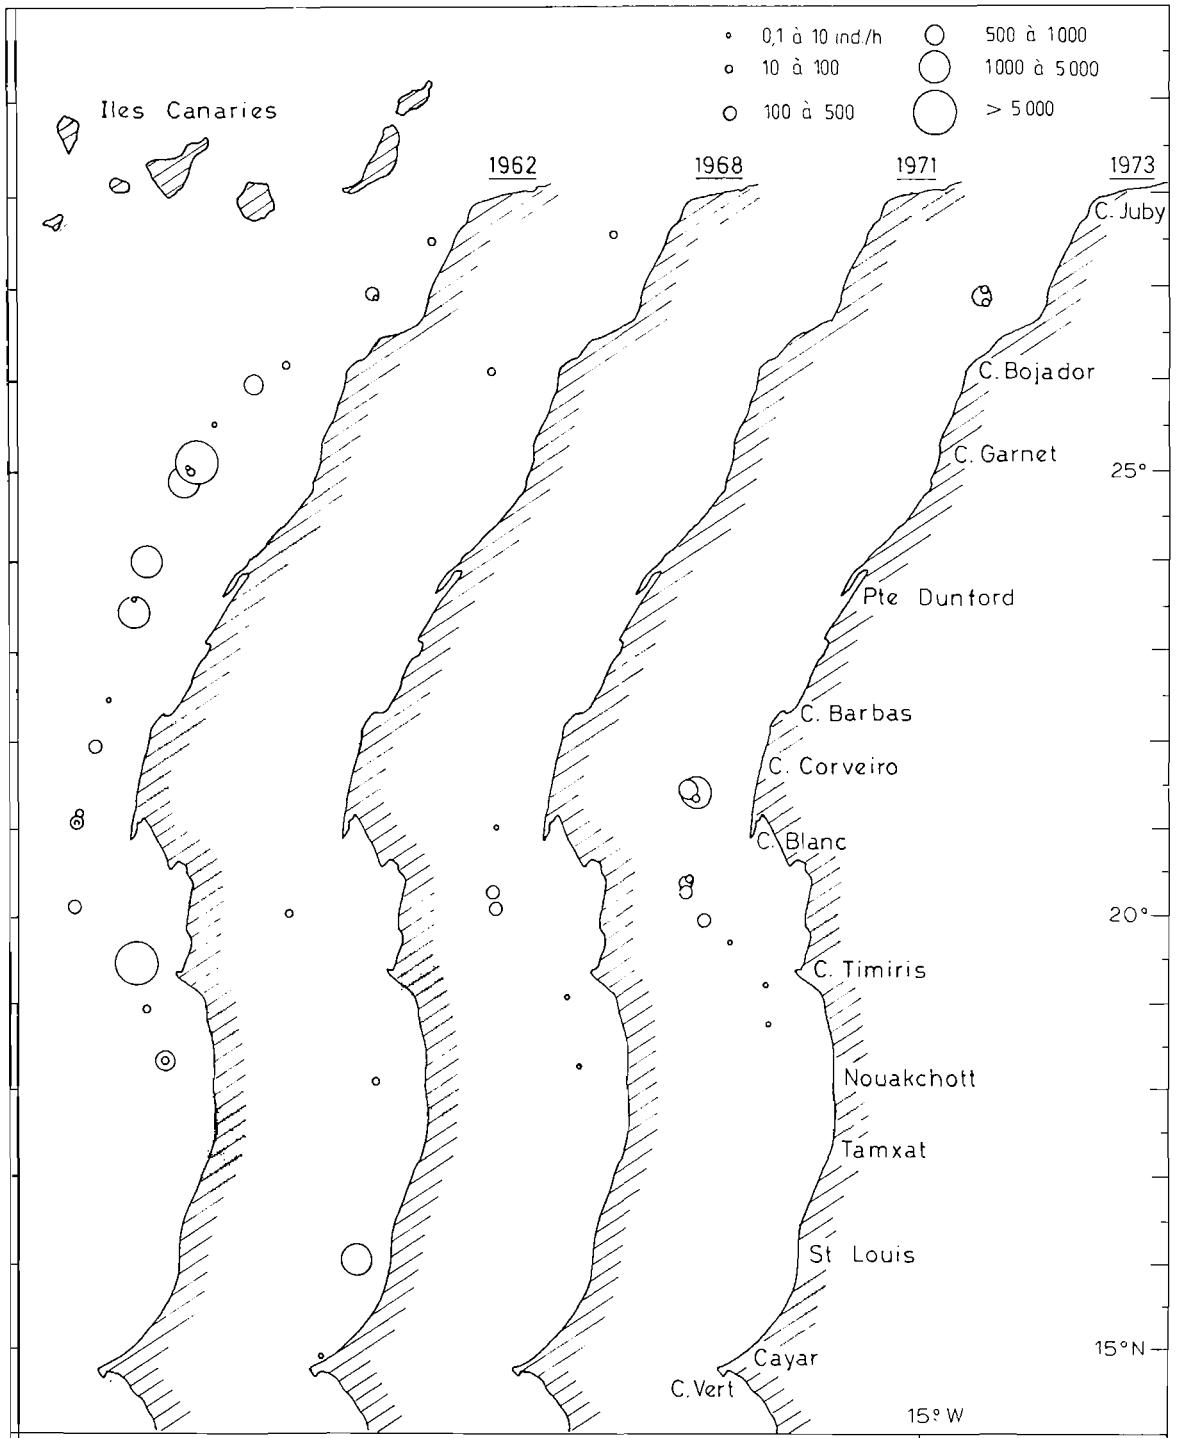 0,1 à 10 ind./h
500 à 1000
10 à 100
1000 à 5000
100 à 500
> 5000
Iles Canaries
1962
1968
1971
1973
C. Juby
C. Bojador
C. Garnet
25°
Pte Dunford
C. Barbas
C. Corveiro
C. Blanc
20°
C. Timiris
Nouakchott
Tamxat
St Louis
15° N
Cayar
C. Vert
15° W